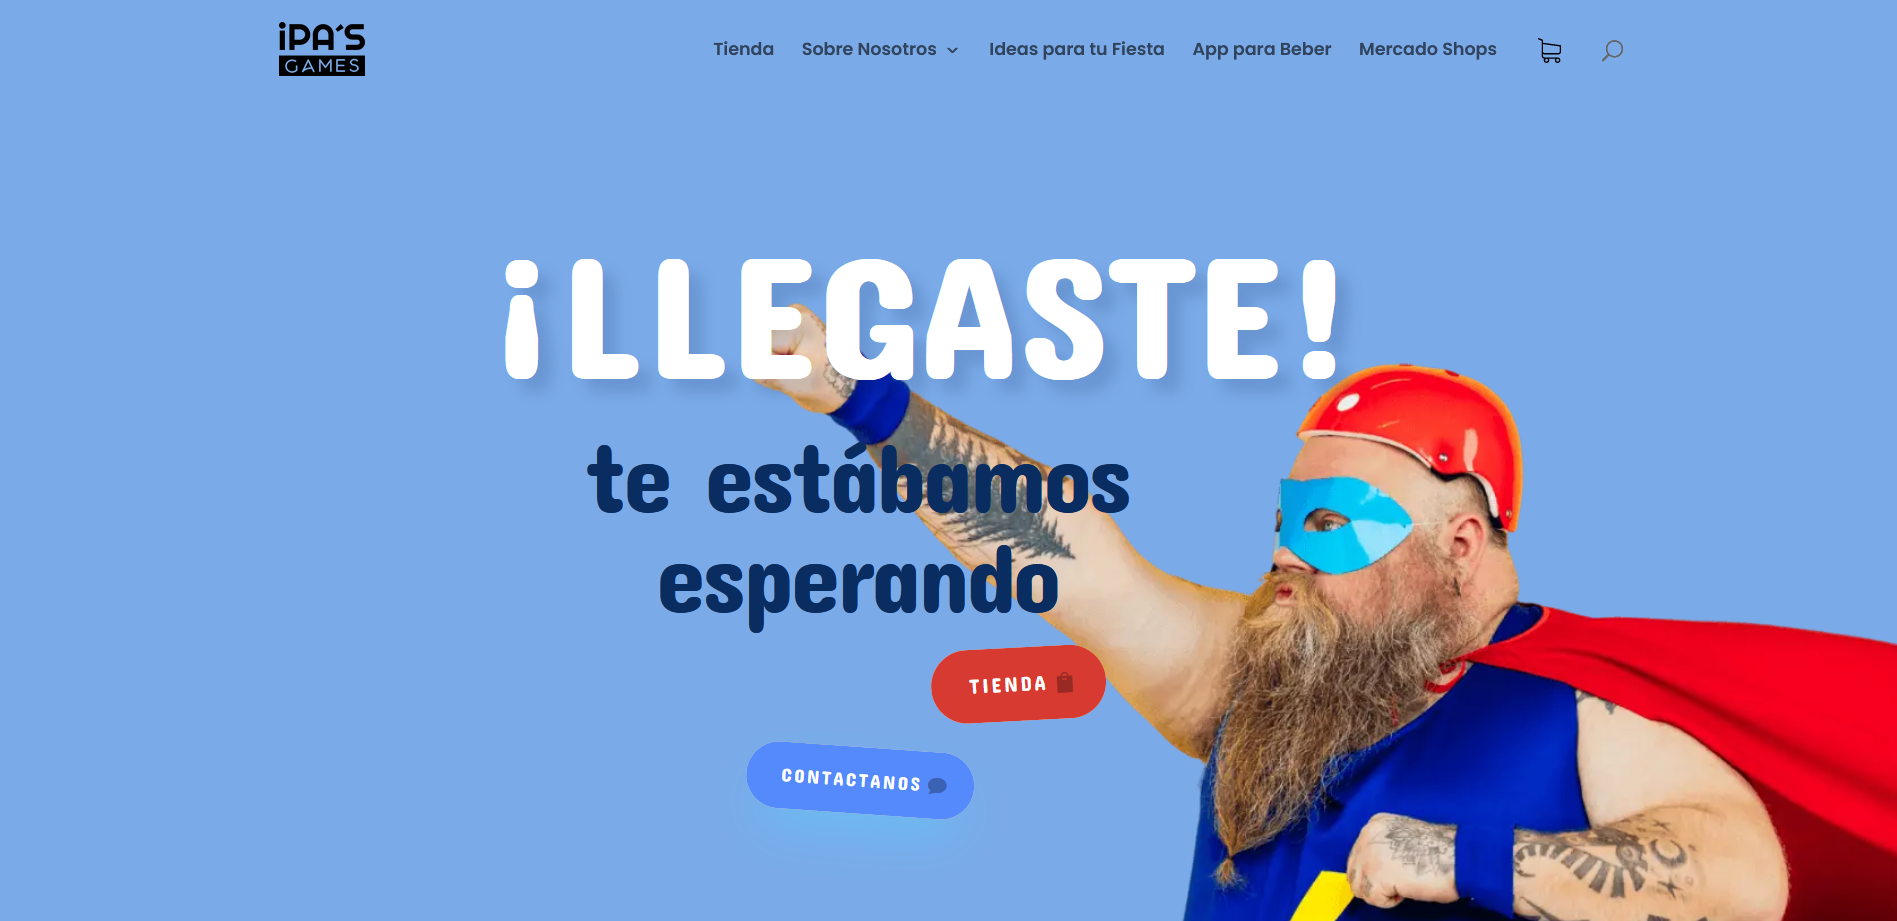 iPA'S
GAMES
Tienda
Sobre Nosotros
Ideas para tu Fiesta
App para Beber
Mercado Shops
¡LLEGASTE!
te estábamos
esperando
TIENDA
CONTACTANOS